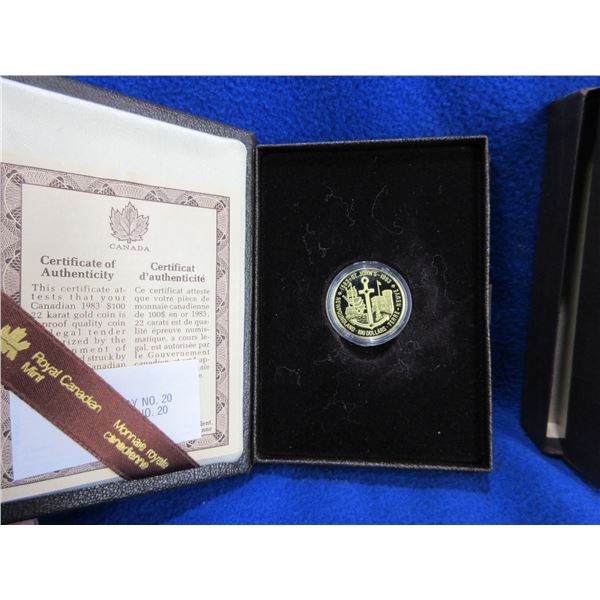 CANADA
Certificate of
Authenticity
This certificate at-
tests that your
Canadian 1983 $100
22 karat gold coin is
proof quality coin
legal tender
by the
of
struck by
Canadian
Certificat
d'authenticité
Ce certificat atteste
que votre pièce de
monnaie canadienne
de 100$ en or 1983,
22 carats est de qua-
lité épreuve numis-
matique, a cours lé-
gal, est autorisée par
le Gouvernement
Royal Canadian
Mint
Monnaie royale
canadienne
NO. 20
NO. 20
ST. JOHN'S · 1983
NEWFOUNDLAND · 100 DOLLARS